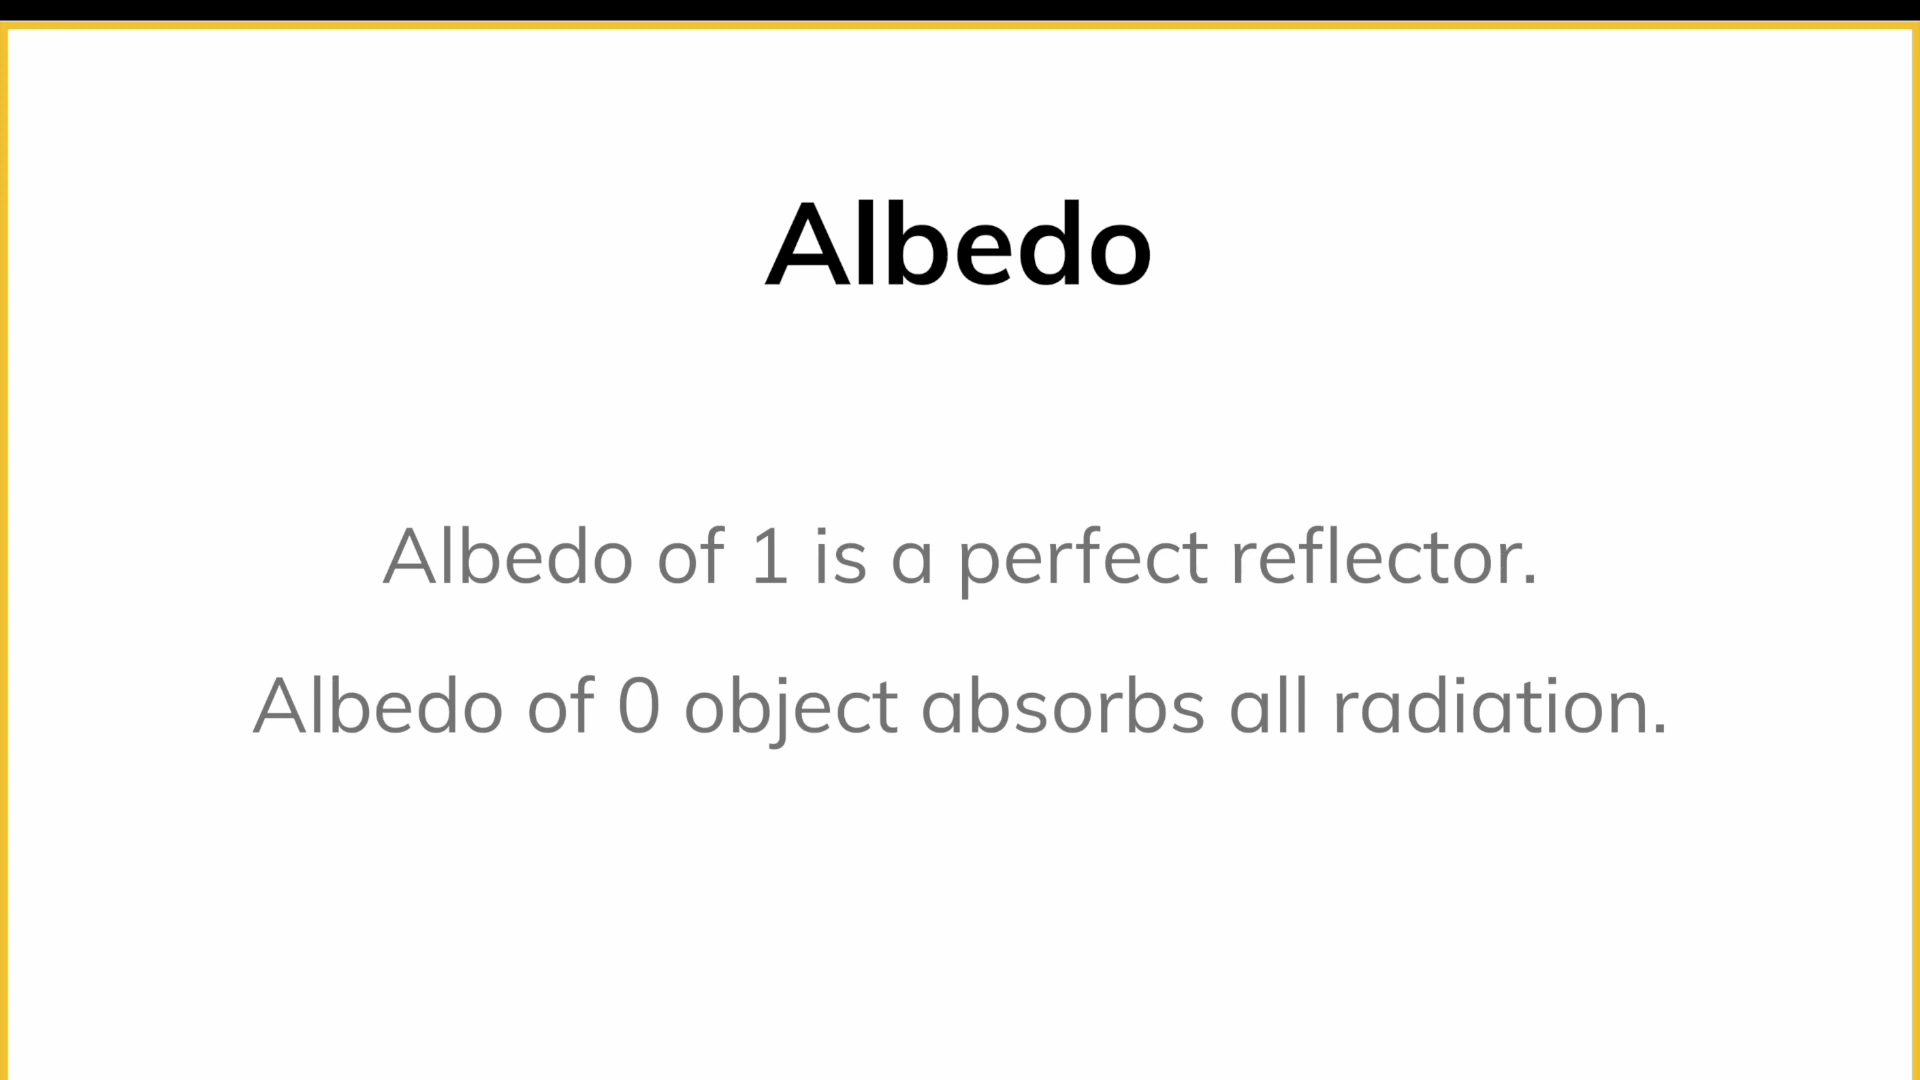 Albedo
Albedo of 1 is a perfect reflector.
Albedo of 0 object absorbs all radiation.